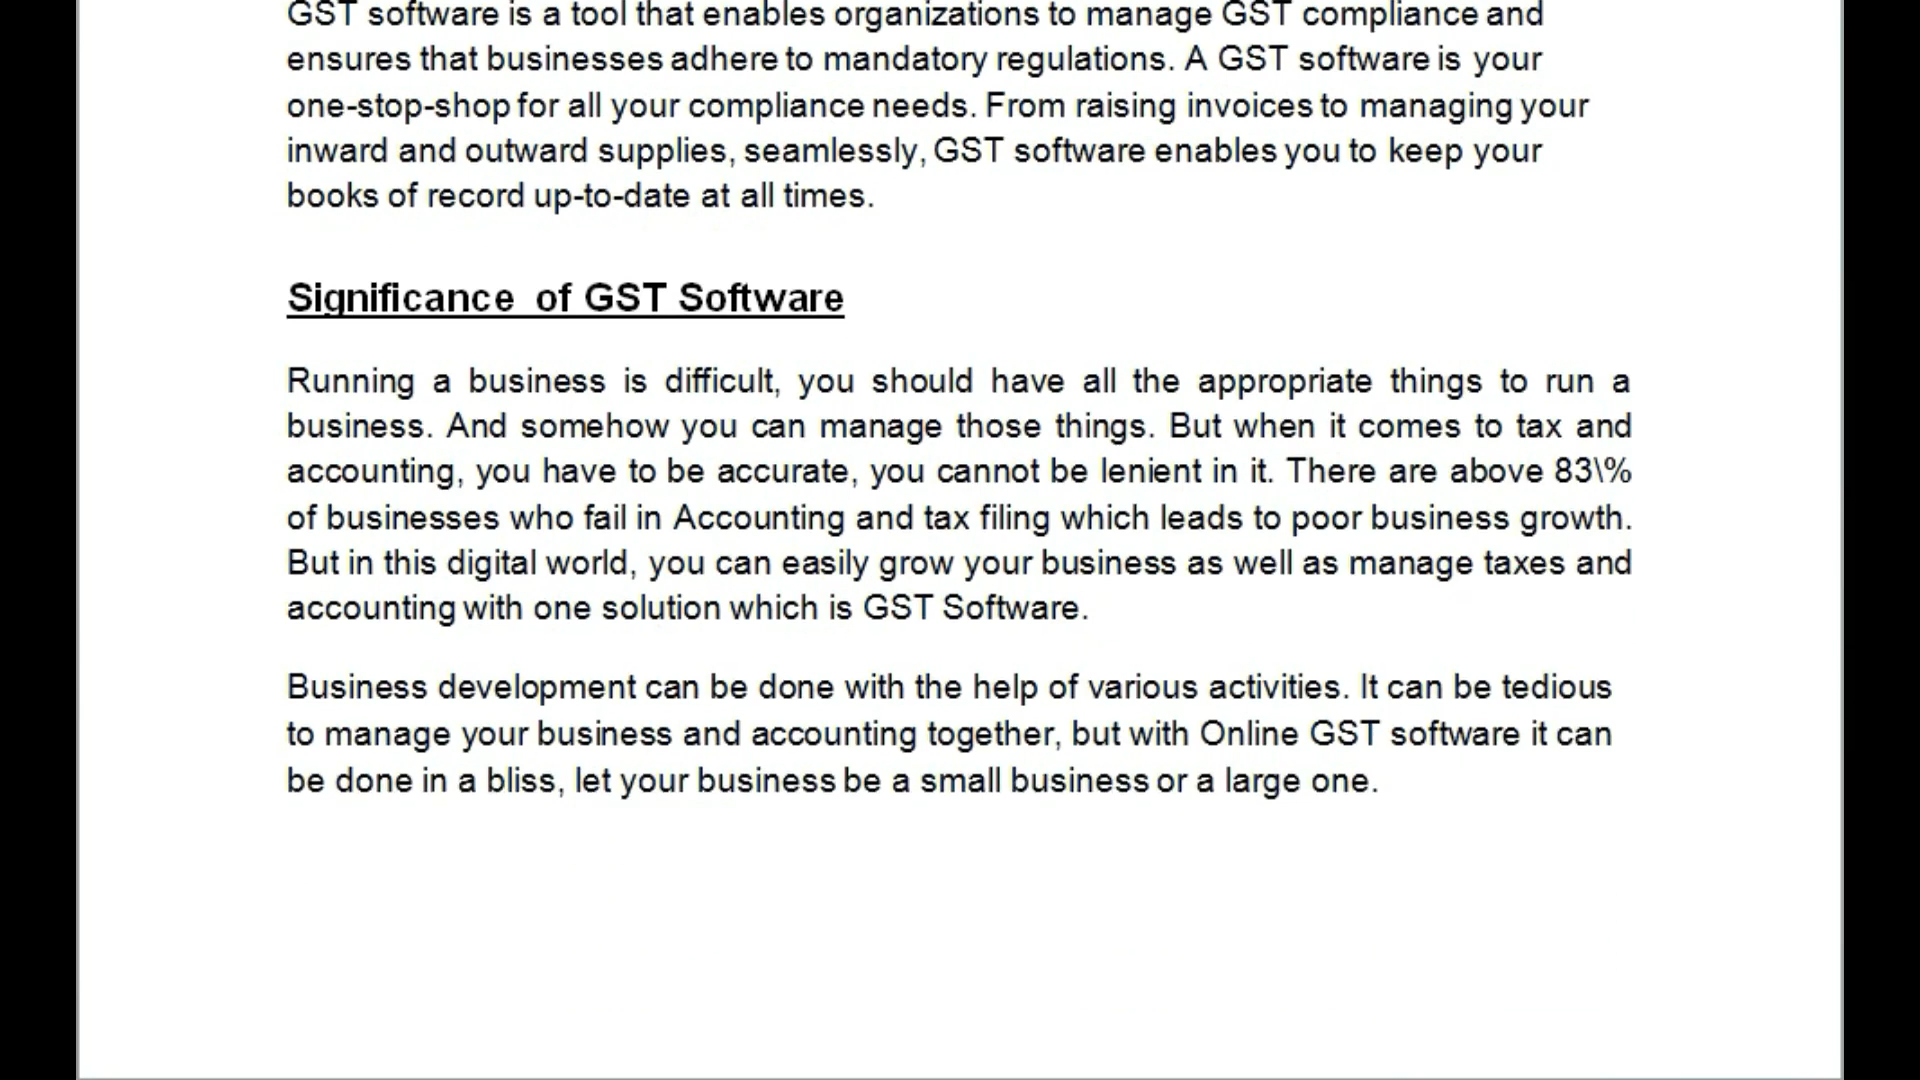 GST software is a tool that enables organizations to manage GST compliance and
ensures that businesses adhere to mandatory regulations. A GST software is your
one-stop-shop for all your compliance needs. From raising invoices to managing your
inward and outward supplies, seamlessly, GST software enables you to keep your
books of record up-to-date at all times.
Significance of GST Software
Running a business is difficult, you should have all the appropriate things to run a
business. And somehow you can manage those things. But when it comes to tax and
accounting, you have to be accurate, you cannot be lenient in it. There are above 83\%
of businesses who fail in Accounting and tax filing which leads to poor business growth.
But in this digital world, you can easily grow your business as well as manage taxes and
accounting with one solution which is GST Software.
Business development can be done with the help of various activities. It can be tedious
to manage your business and accounting together, but with Online GST software it can
be done in a bliss, let your business be a small business or a large one.